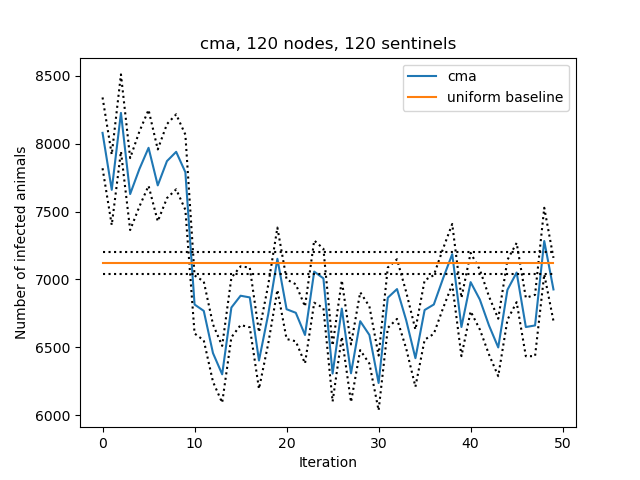 cma, 120 nodes, 120 sentinels
cma
uniform baseline
Number of infected animals
8500
8000
7500
7000
6500
6000
0 10 20 30 40 50
Iteration